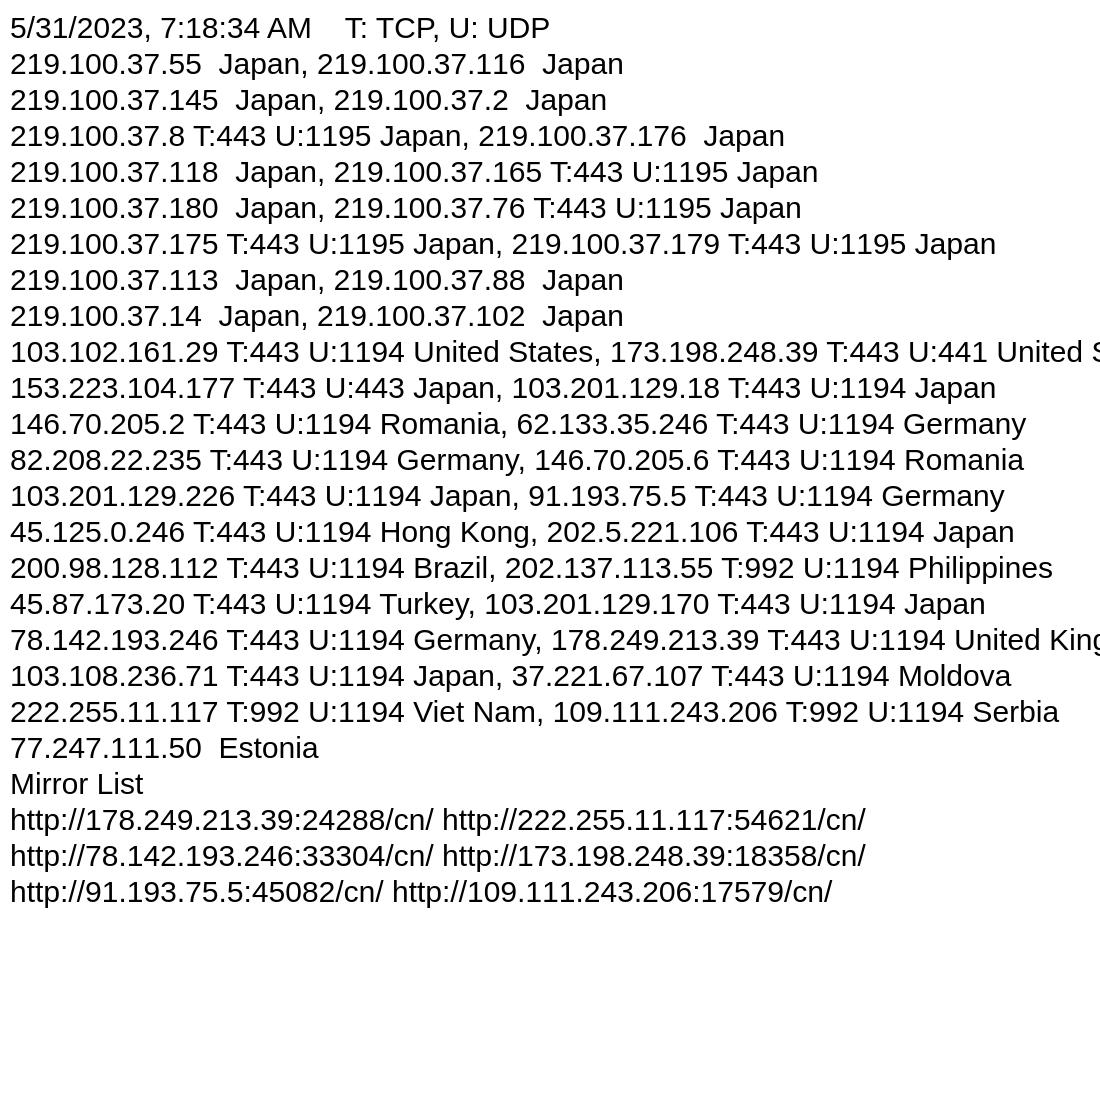 5/31/2023, 7:18:34 AM    T: TCP, U: UDP
219.100.37.55  Japan, 219.100.37.116  Japan
219.100.37.145  Japan, 219.100.37.2  Japan
219.100.37.8 T:443 U:1195 Japan, 219.100.37.176  Japan
219.100.37.118  Japan, 219.100.37.165 T:443 U:1195 Japan
219.100.37.180  Japan, 219.100.37.76 T:443 U:1195 Japan
219.100.37.175 T:443 U:1195 Japan, 219.100.37.179 T:443 U:1195 Japan
219.100.37.113  Japan, 219.100.37.88  Japan
219.100.37.14  Japan, 219.100.37.102  Japan
103.102.161.29 T:443 U:1194 United States, 173.198.248.39 T:443 U:441 United
153.223.104.177 T:443 U:443 Japan, 103.201.129.18 T:443 U:1194 Japan
146.70.205.2 T:443 U:1194 Romania, 62.133.35.246 T:443 U:1194 Germany
82.208.22.235 T:443 U:1194 Germany, 146.70.205.6 T:443 U:1194 Romania
103.201.129.226 T:443 U:1194 Japan, 91.193.75.5 T:443 U:1194 Germany
45.125.0.246 T:443 U:1194 Hong Kong, 202.5.221.106 T:443 U:1194 Japan
200.98.128.112 T:443 U:1194 Brazil, 202.137.113.55 T:992 U:1194 Philippines
45.87.173.20 T:443 U:1194 Turkey, 103.201.129.170 T:443 U:1194 Japan
78.142.193.246 T:443 U:1194 Germany, 178.249.213.39 T:443 U:1194 United
103.108.236.71 T:443 U:1194 Japan, 37.221.67.107 T:443 U:1194 Moldova
222.255.11.117 T:992 U:1194 Viet Nam, 109.111.243.206 T:992 U:1194 Serbia
77.247.111.50  Estonia
Mirror List
http://178.249.213.39:24288/cn/ http://222.255.11.117:54621/cn/
http://78.142.193.246:33304/cn/ http://173.198.248.39:18358/cn/
http://91.193.75.5:45082/cn/ http://109.111.243.206:17579/cn/